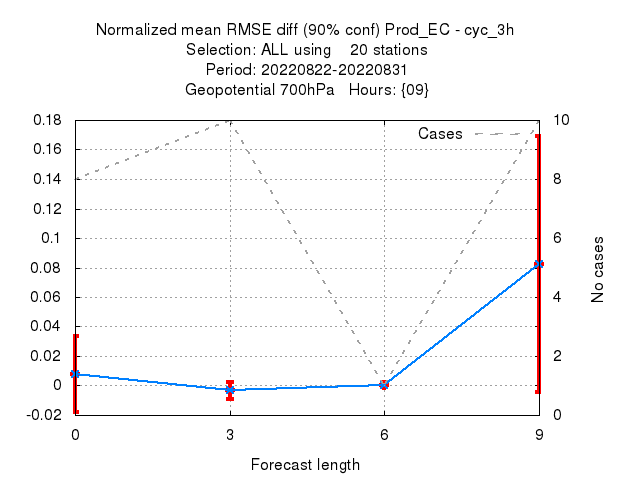 Normalized mean RMSE diff (90% conf) Prod_EC - cyc_3h
Selection: ALL using    20 stations
Period: 20220822-20220831
Geopotential 700hPa   Hours: {09}
0.18
0.16
0.14
0.12
0.1
0.08
0.06
0.04
0.02
0
-0.02
Cases
10
8
6
4
2
0
No cases
0 3 6 9
Forecast length